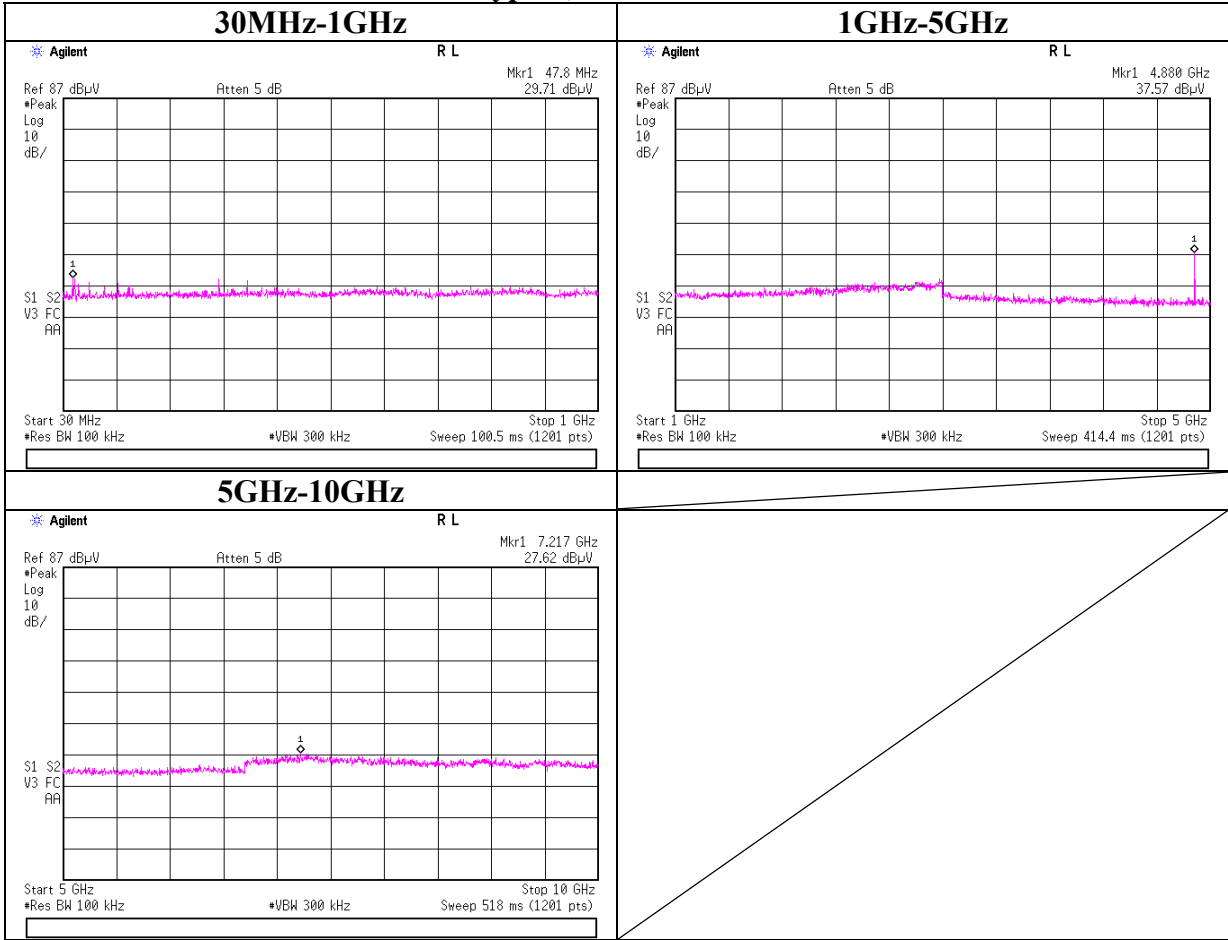 30MHz-1GHz
Agilent R L
Mkr1 47.8 MHz
Ref 87 dBµV Atten 5 dB 29.71 dBµV
#Peak
Log
10
dB/
1
S1 S2
V3 FC
AA
Start 30 MHz Stop 1 GHz
#Res BW 100 kHz #VBW 300 kHz Sweep 100.5 ms (1201 pts)
1GHz-5GHz
Agilent R L
Mkr1 4.880 GHz
Ref 87 dBµV Atten 5 dB 37.57 dBµV
#Peak
Log
10
dB/
1
S1 S2
V3 FC
AA
Start 1 GHz Stop 5 GHz
#Res BW 100 kHz #VBW 300 kHz Sweep 414.4 ms (1201 pts)
5GHz-10GHz
Agilent R L
Mkr1 7.217 GHz
Ref 87 dBµV Atten 5 dB 27.62 dBµV
#Peak
Log
10
dB/
1
S1 S2
V3 FC
AA
Start 5 GHz Stop 10 GHz
#Res BW 100 kHz #VBW 300 kHz Sweep 518 ms (1201 pts)